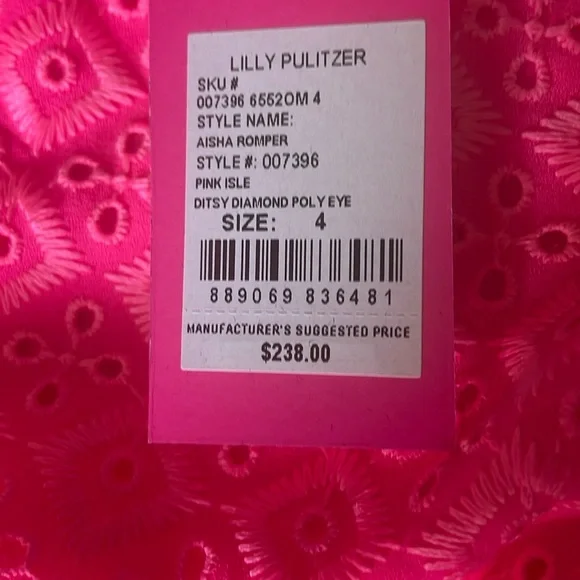 LILLY PULITZER
SKU #
007396 6552OM 4
STYLE NAME:
AISHA ROMPER
STYLE #: 007396
PINK ISLE
DITSY DIAMOND POLY EYE
SIZE: 4
889069 836481
MANUFACTURER'S SUGGESTED PRICE
$238.00